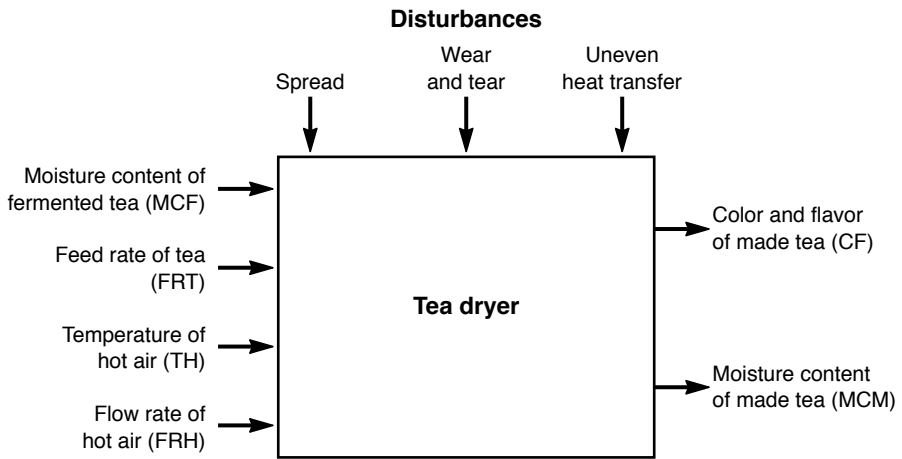 Disturbances
Spread
Wear
and tear
Uneven
heat transfer
Moisture content of
fermented tea (MCF)
Feed rate of tea
(FRT)
Temperature of
hot air (TH)
Flow rate of
hot air (FRH)
Tea dryer
Color and flavor
of made tea (CF)
Moisture content
of made tea (MCM)